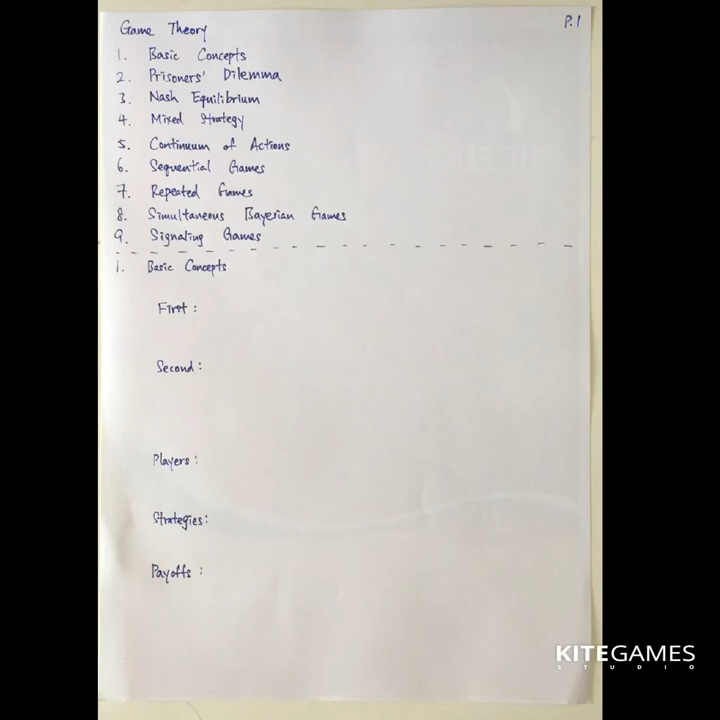 P.1
Game Theory
1. Basic Concepts
2. Prisoners' Dilemma
3. Nash Equilibrium
4. Mixed Strategy
5. Continuum of Actions
6. Sequential Games
7. Repeated Games
8. Simultaneous Bayesian Games
9. Signaling Games
1. Basic Concepts
First :
Second :
Players :
Strategies :
Payoffs :
KITEGAMES
STUDIO